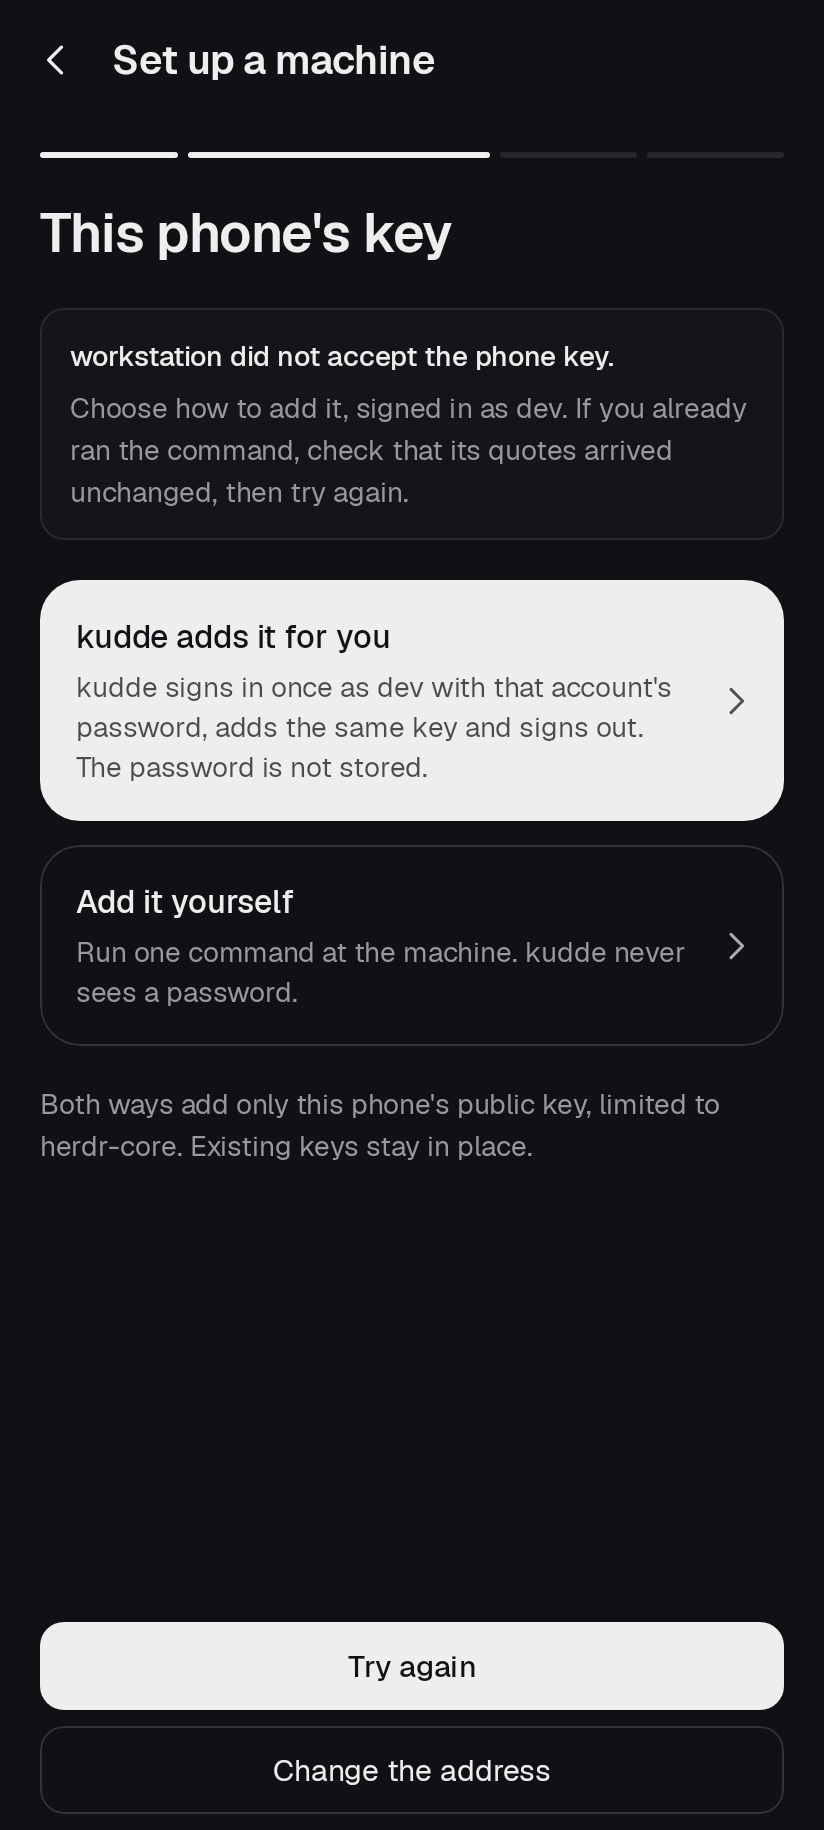 Set up a machine
This phone's key
workstation did not accept the phone key.
Choose how to add it, signed in as dev. If you already
ran the command, check that its quotes arrived
unchanged, then try again.
kudde adds it for you
kudde signs in once as dev with that account's
password, adds the same key and signs out.
The password is not stored.
Add it yourself
Run one command at the machine. kudde never
sees a password.
Both ways add only this phone's public key, limited to
herdr-core. Existing keys stay in place.
Try again
Change the address